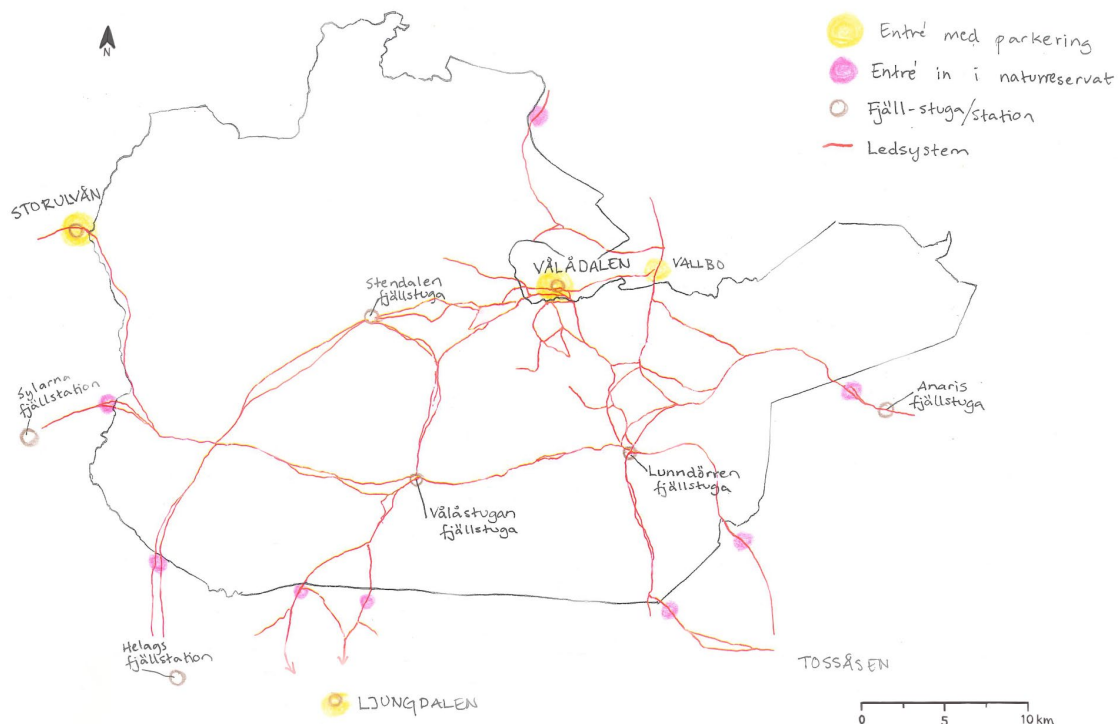 N
Entré med parkering
Entré in i naturreservat
Fjäll-stuga/station
Ledsystem
STORULVÅN
VÅLÅDALEN
VALLBO
Stendalen
fjällstuga
Sylarna
fjällstation
Anaris
fjällstuga
Lunndörren
fjällstuga
Vålåstugan
fjällstuga
Helags
fjällstation
TOSSÅSEN
LJUNGDALEN
0 5 10 km